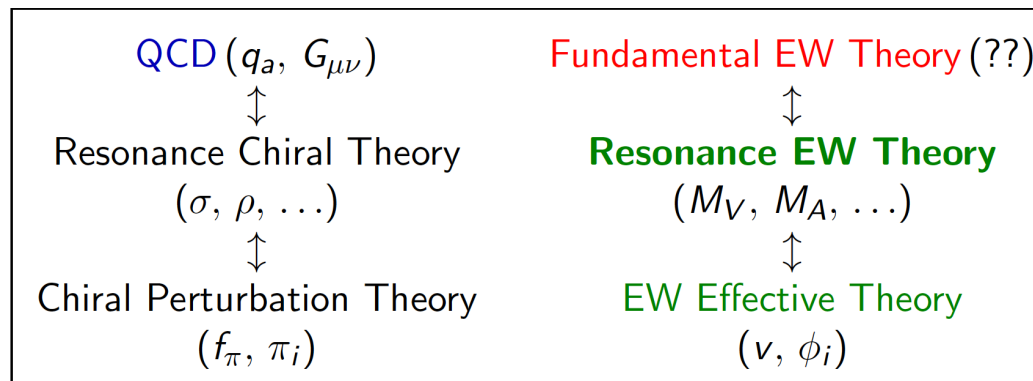 QCD (qₐ, G_μν) Fundamental EW Theory (??)
↕ ↕
Resonance Chiral Theory Resonance EW Theory
(σ, ρ, …) (M_V, M_A, …)
↕ ↕
Chiral Perturbation Theory EW Effective Theory
(f_π, π_i) (v, ϕ_i)